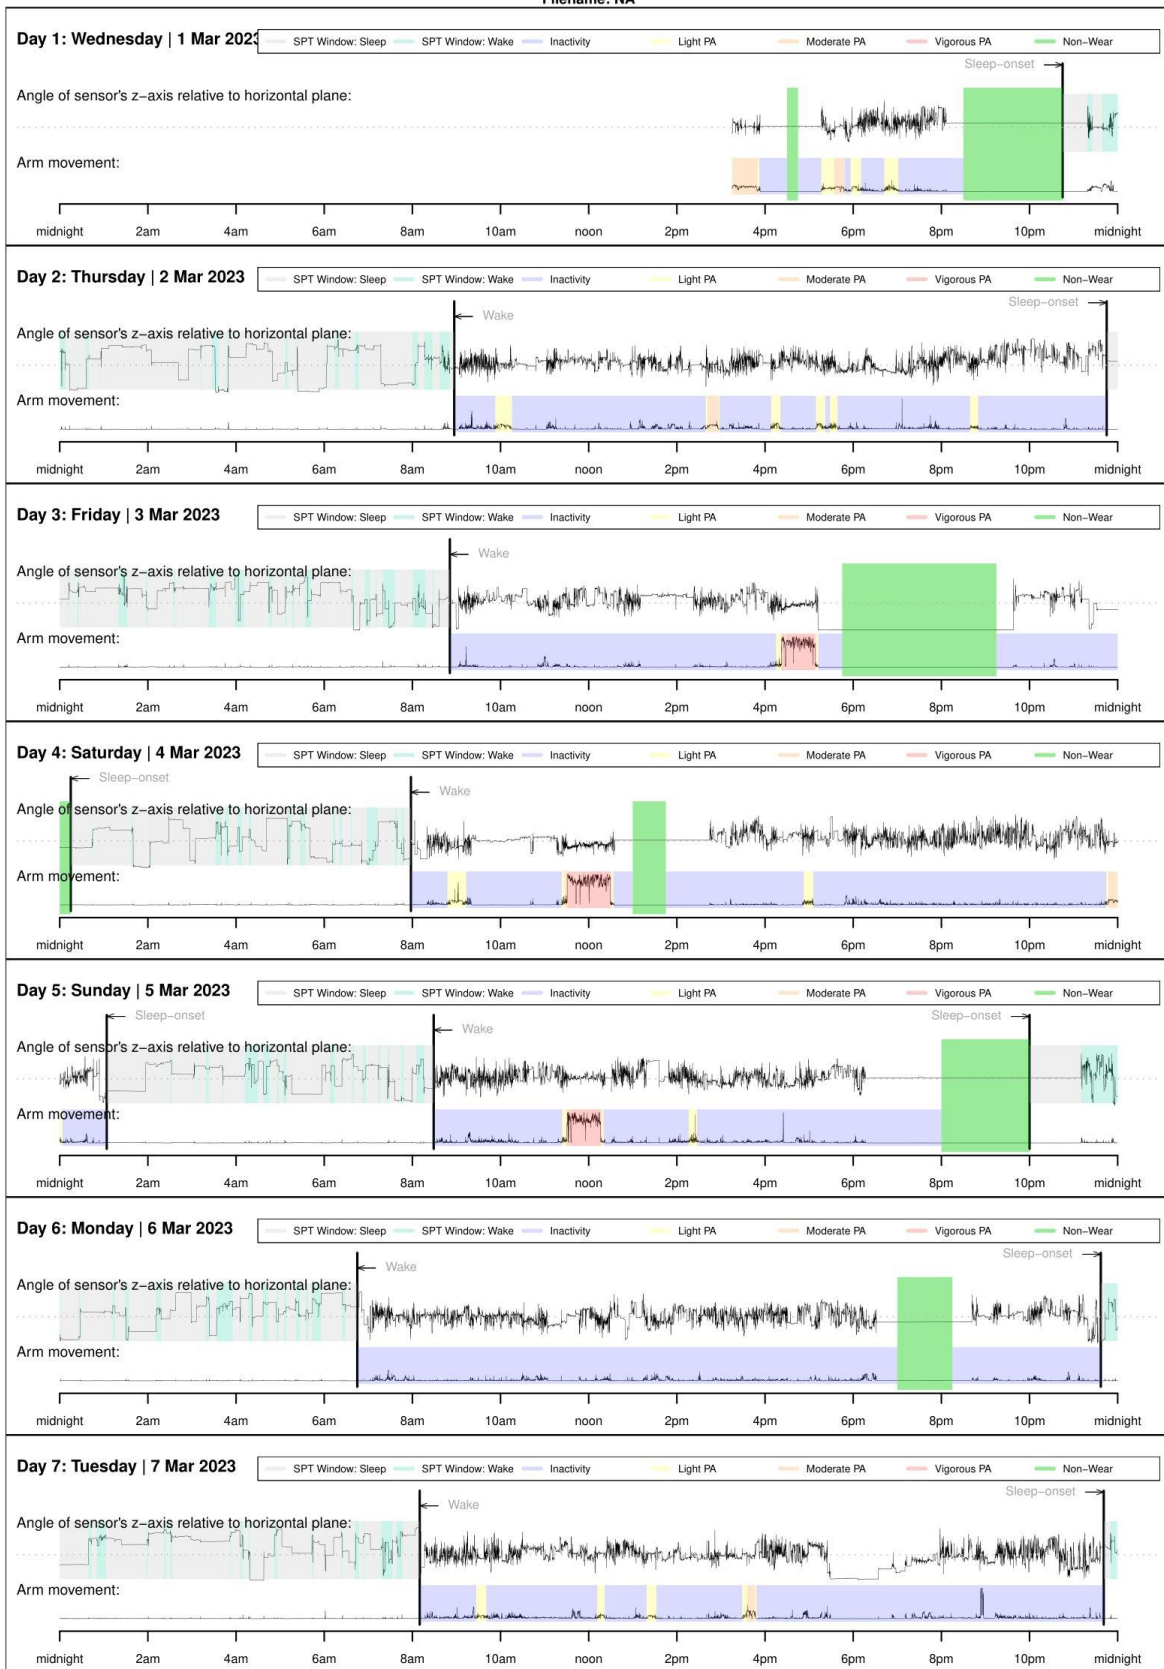 Filename: NA
Day 1: Wednesday | 1 Mar 2023
SPT Window: Sleep SPT Window: Wake Inactivity Light PA Moderate PA Vigorous PA Non−Wear
Sleep−onset
Angle of sensor's z−axis relative to horizontal plane:
Arm movement:
midnight 2am 4am 6am 8am 10am noon 2pm 4pm 6pm 8pm 10pm midnight
Day 2: Thursday | 2 Mar 2023
SPT Window: Sleep SPT Window: Wake Inactivity Light PA Moderate PA Vigorous PA Non−Wear
Sleep−onset
Wake
Angle of sensor's z−axis relative to horizontal plane:
Arm movement:
midnight 2am 4am 6am 8am 10am noon 2pm 4pm 6pm 8pm 10pm midnight
Day 3: Friday | 3 Mar 2023
SPT Window: Sleep SPT Window: Wake Inactivity Light PA Moderate PA Vigorous PA Non−Wear
Wake
Angle of sensor's z−axis relative to horizontal plane:
Arm movement:
midnight 2am 4am 6am 8am 10am noon 2pm 4pm 6pm 8pm 10pm midnight
Day 4: Saturday | 4 Mar 2023
SPT Window: Sleep SPT Window: Wake Inactivity Light PA Moderate PA Vigorous PA Non−Wear
Sleep−onset
Wake
Angle of sensor's z−axis relative to horizontal plane:
Arm movement:
midnight 2am 4am 6am 8am 10am noon 2pm 4pm 6pm 8pm 10pm midnight
Day 5: Sunday | 5 Mar 2023
SPT Window: Sleep SPT Window: Wake Inactivity Light PA Moderate PA Vigorous PA Non−Wear
Sleep−onset Sleep−onset
Wake
Angle of sensor's z−axis relative to horizontal plane:
Arm movement:
midnight 2am 4am 6am 8am 10am noon 2pm 4pm 6pm 8pm 10pm midnight
Day 6: Monday | 6 Mar 2023
SPT Window: Sleep SPT Window: Wake Inactivity Light PA Moderate PA Vigorous PA Non−Wear
Sleep−onset
Wake
Angle of sensor's z−axis relative to horizontal plane:
Arm movement:
midnight 2am 4am 6am 8am 10am noon 2pm 4pm 6pm 8pm 10pm midnight
Day 7: Tuesday | 7 Mar 2023
SPT Window: Sleep SPT Window: Wake Inactivity Light PA Moderate PA Vigorous PA Non−Wear
Sleep−onset
Wake
Angle of sensor's z−axis relative to horizontal plane:
Arm movement:
midnight 2am 4am 6am 8am 10am noon 2pm 4pm 6pm 8pm 10pm midnight